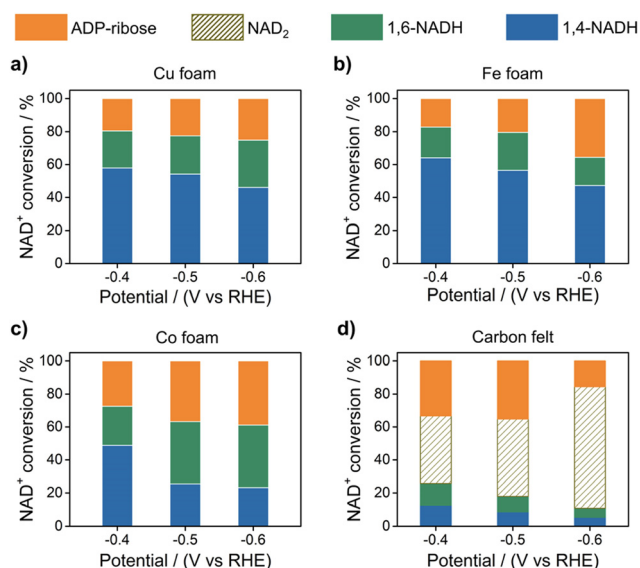 ADP-ribose NAD₂ 1,6-NADH 1,4-NADH
a) Cu foam
NAD⁺ conversion / %
100
80
60
40
20
0
-0.4 -0.5 -0.6
Potential / (V vs RHE)
b) Fe foam
NAD⁺ conversion / %
100
80
60
40
20
0
-0.4 -0.5 -0.6
Potential / (V vs RHE)
c) Co foam
NAD⁺ conversion / %
100
80
60
40
20
0
-0.4 -0.5 -0.6
Potential / (V vs RHE)
d) Carbon felt
NAD⁺ conversion / %
100
80
60
40
20
0
-0.4 -0.5 -0.6
Potential / (V vs RHE)